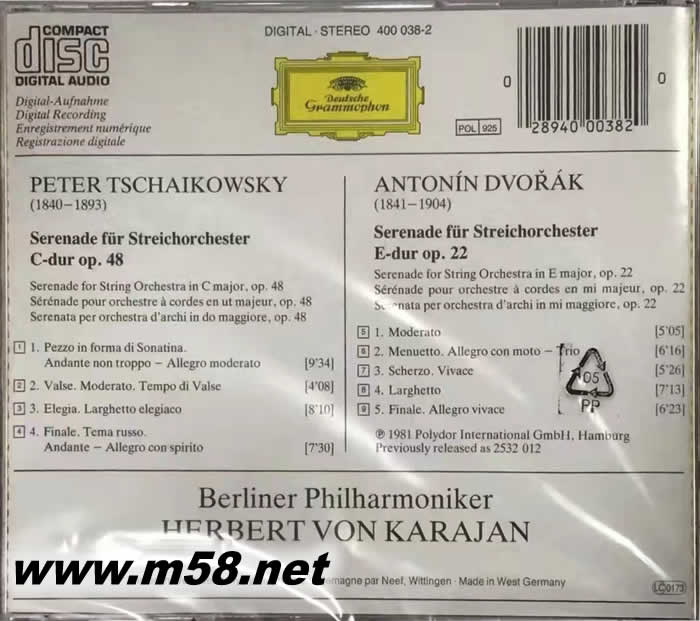 COMPACT
disc
DIGITAL AUDIO
Digital-Aufnahme
Digital Recording
Enregistrement numérique
Registrazione digitale
DIGITAL · STEREO 400 038-2
Deutsche
Grammophon
POL 925
0
0
28940 00382
PETER TSCHAIKOWSKY
(1840–1893)
Serenade für Streichorchester
C-dur op. 48
Serenade for String Orchestra in C major, op. 48
Sérénade pour orchestre à cordes en ut majeur, op. 48
Serenata per orchestra d'archi in do maggiore, op. 48
1 1. Pezzo in forma di Sonatina.
Andante non troppo – Allegro moderato [9'34]
2 2. Valse. Moderato. Tempo di Valse [4'08]
3 3. Elegia. Larghetto elegiaco [8'10]
4 4. Finale. Tema russo.
Andante – Allegro con spirito [7'30]
ANTONÍN DVOŘÁK
(1841–1904)
Serenade für Streichorchester
E-dur op. 22
Serenade for String Orchestra in E major, op. 22
Sérénade pour orchestre à cordes en mi majeur, op. 22
Serenata per orchestra d'archi in mi maggiore, op. 22
5 1. Moderato [5'05]
6 2. Menuetto. Allegro con moto – Trio [6'16]
7 3. Scherzo. Vivace [5'26]
8 4. Larghetto [7'13]
9 5. Finale. Allegro vivace [6'23]
05
PP
℗ 1981 Polydor International GmbH, Hamburg
Previously released as 2532 012
Berliner Philharmoniker
HERBERT VON KARAJAN
www.m58.net
par Neef, Wittingen · Made in West Germany
LC 0173